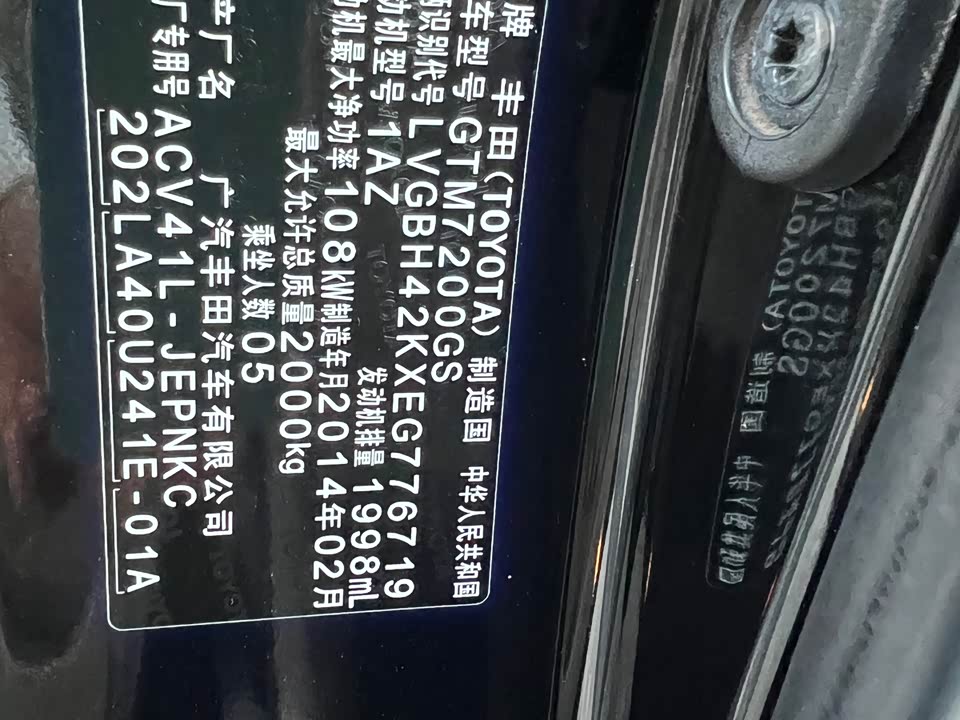 牌 丰田(TOYOTA) 制造国 中华人民共和国
车型号 GTM7200GS
识别代号 LVGBH42KXEG776719
动机型号 1AZ 发动机排量 1998mL
动机最大净功率 108kW 制造年月 2014年02月
最大允许总质量 2000kg
乘坐人数 05
产厂名 广汽丰田汽车有限公司
厂专用号 ACV41L-JEPNKC
202LA40U241E-01A